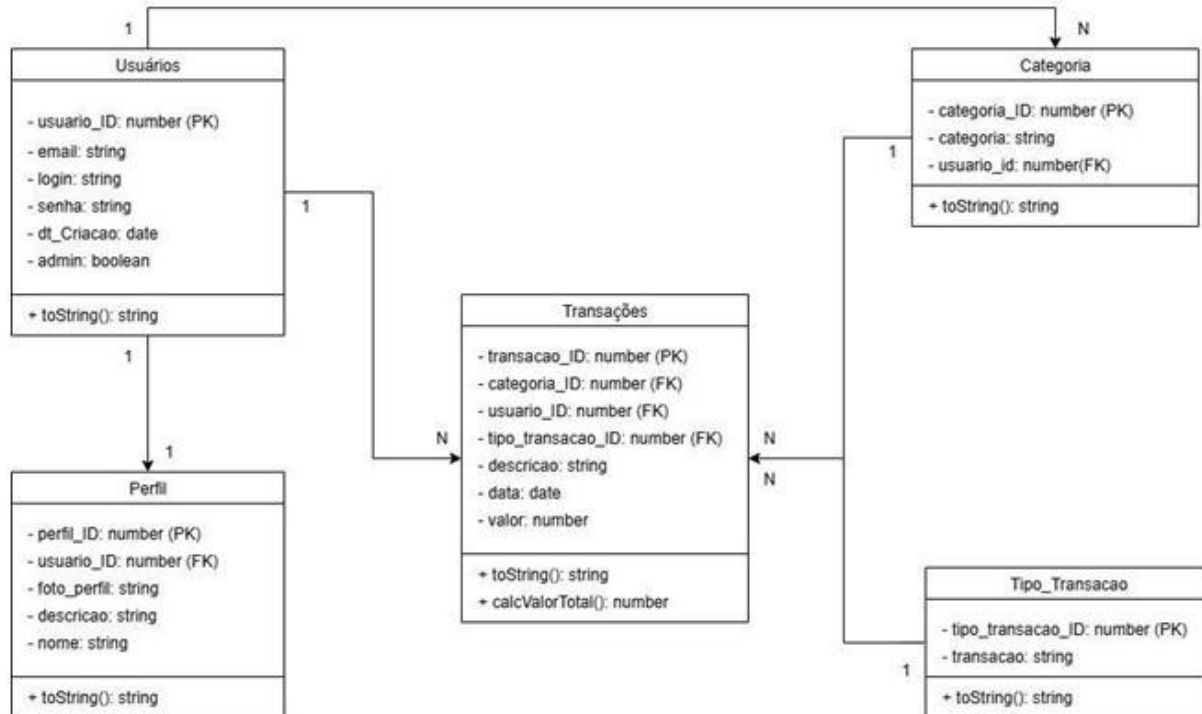 1
N
Usuários
- usuario_ID: number (PK)
- email: string
- login: string
- senha: string
- dt_Criacao: date
- admin: boolean
+ toString(): string
Categoria
- categoria_ID: number (PK)
- categoria: string
- usuario_id: number(FK)
+ toString(): string
1
1
1
1
Perfil
- perfil_ID: number (PK)
- usuario_ID: number (FK)
- foto_perfil: string
- descricao: string
- nome: string
+ toString(): string
Transações
- transacao_ID: number (PK)
- categoria_ID: number (FK)
- usuario_ID: number (FK)
- tipo_transacao_ID: number (FK)
- descricao: string
- data: date
- valor: number
+ toString(): string
+ calcValorTotal(): number
N
N
N
Tipo_Transacao
- tipo_transacao_ID: number (PK)
- transacao: string
+ toString(): string
1